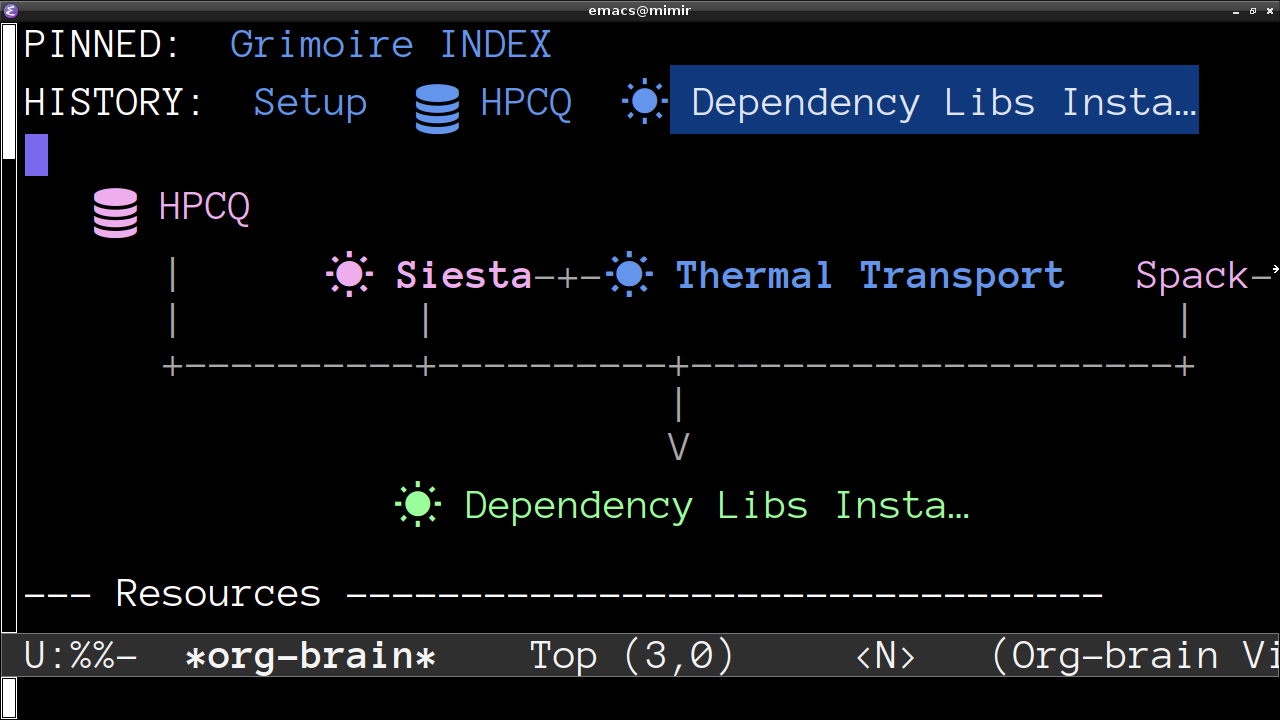 emacs@mimir
PINNED:  Grimoire INDEX
HISTORY:  Setup  HPCQ  Dependency Libs Insta…
HPCQ
|  Siesta-+-Thermal Transport  Spack-
|  |  |
+----------+----------+---------------------+
|
V
Dependency Libs Insta…
--- Resources ---------------------------------
U:%%-  *org-brain*  Top (3,0)  <N>  (Org-brain Vi